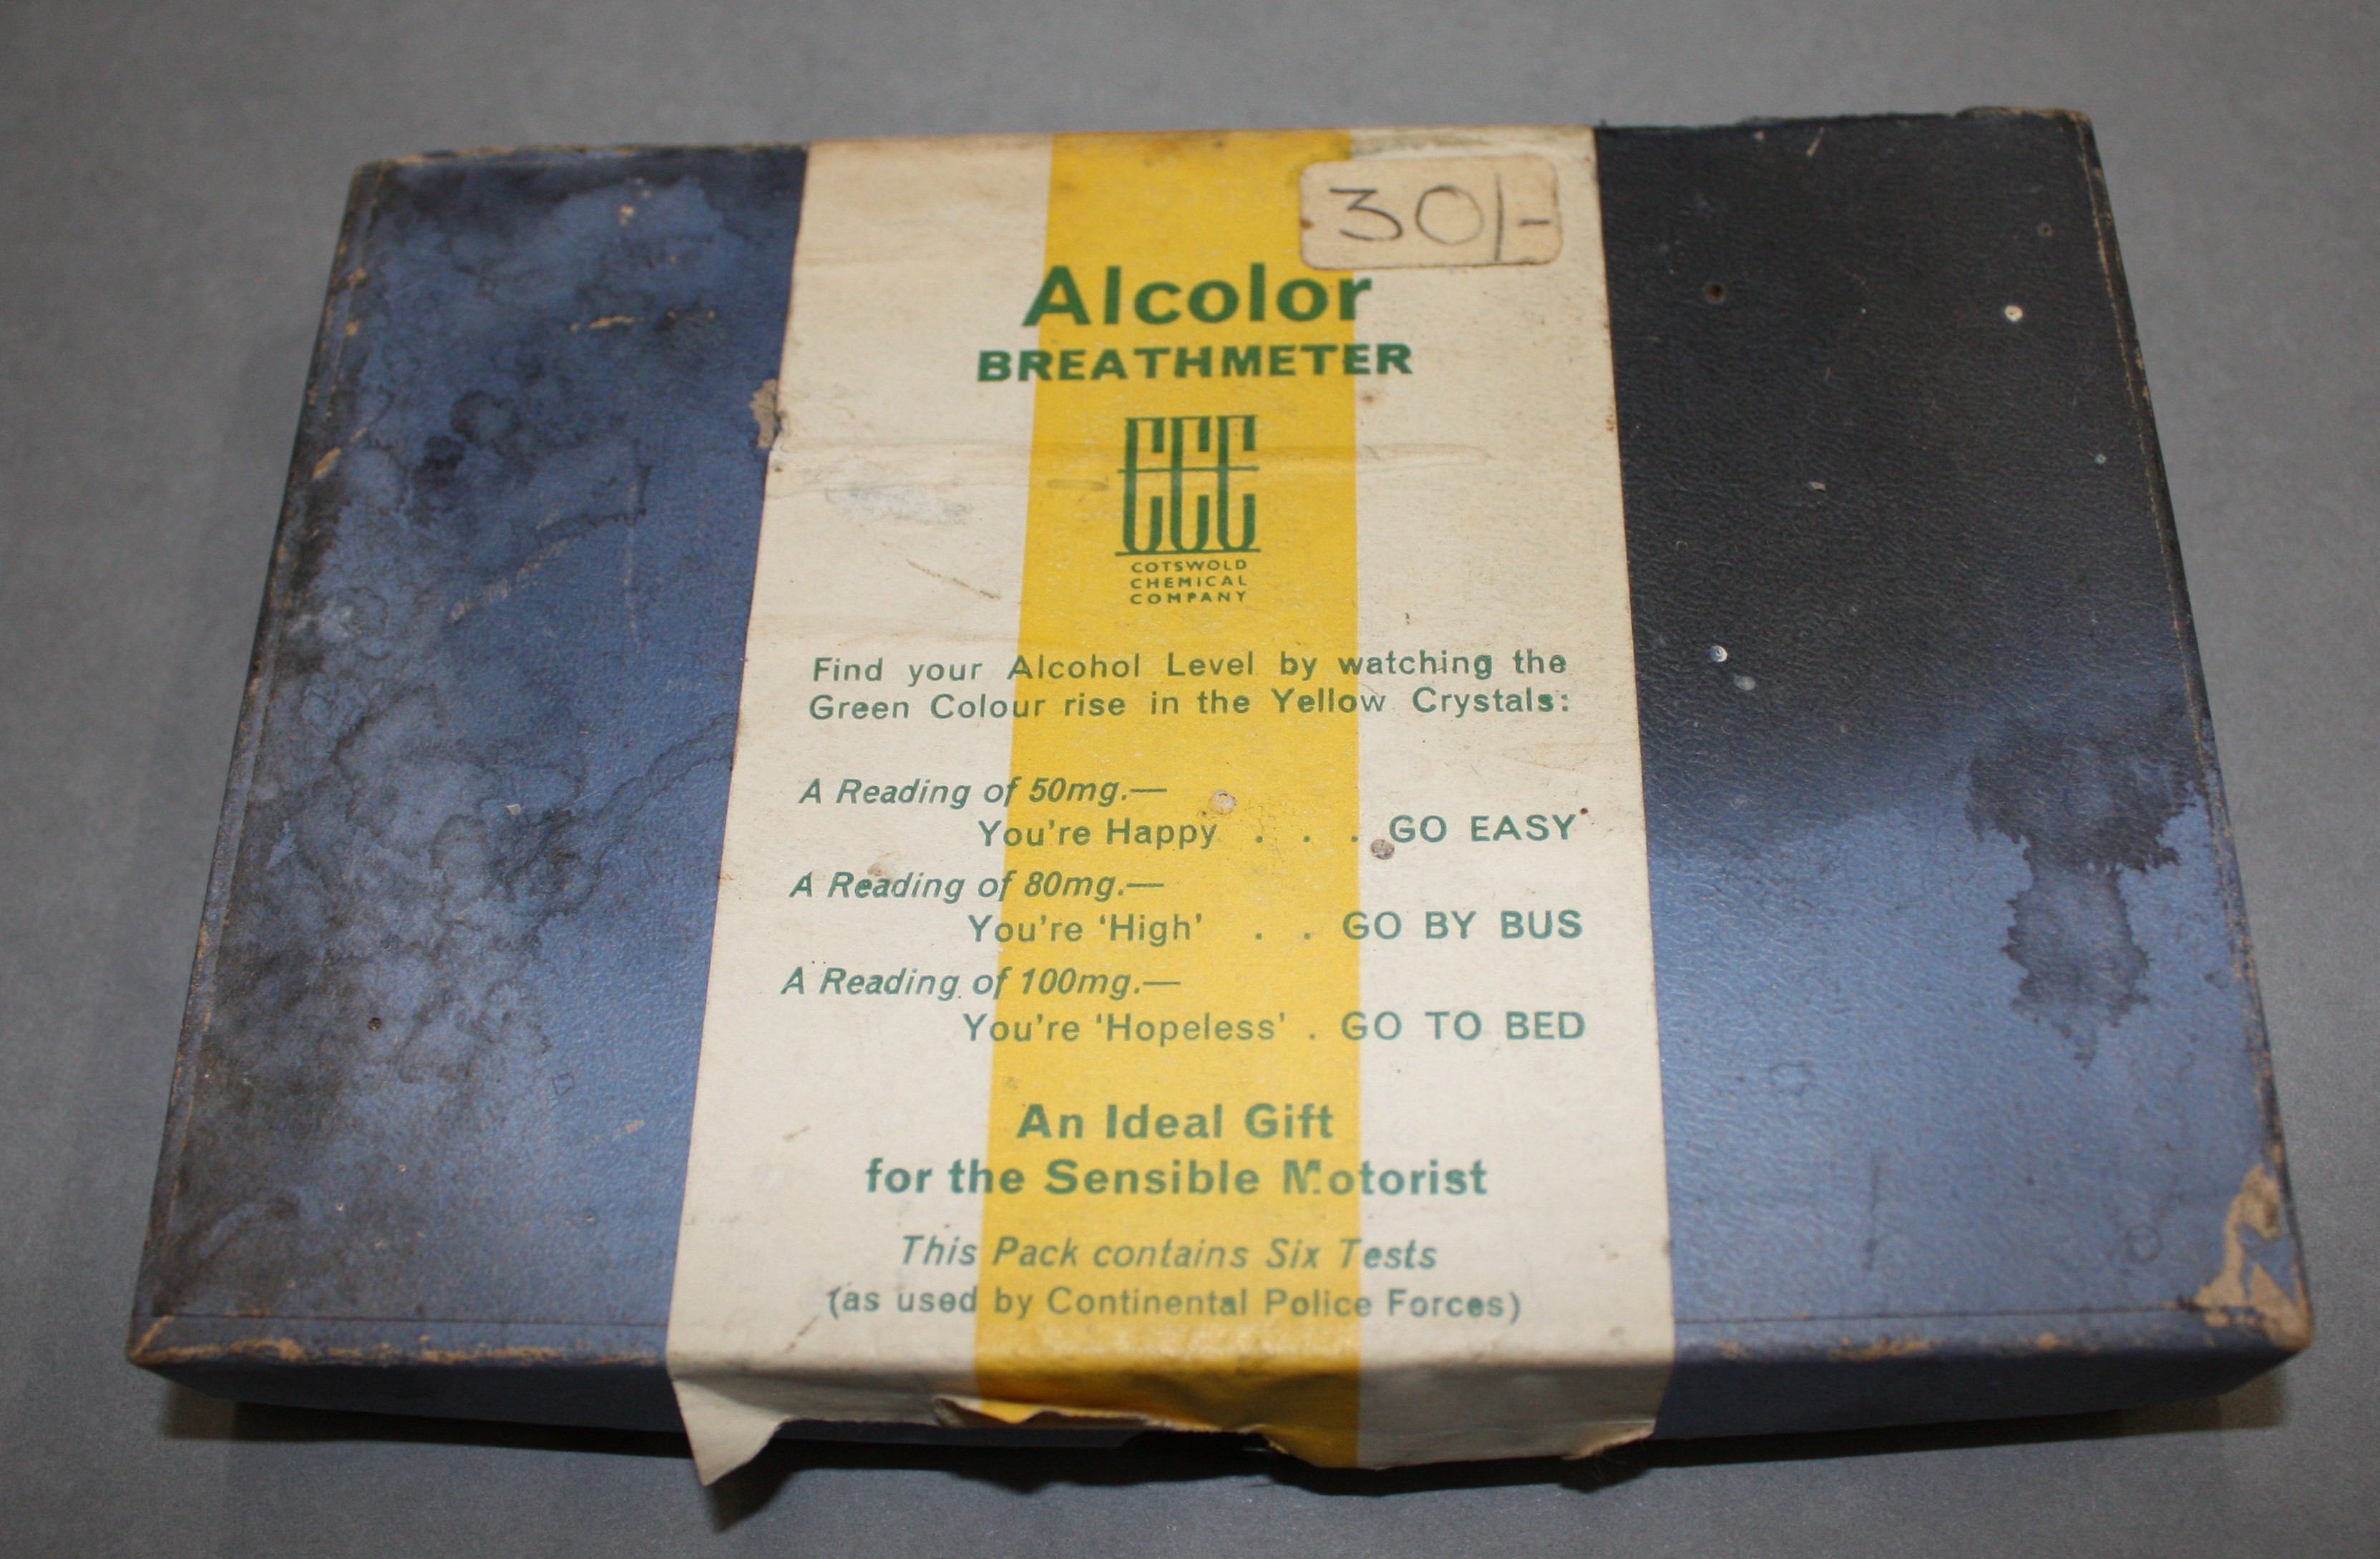 30/-
Alcolor
BREATHMETER
CCC
COTSWOLD
CHEMICAL
COMPANY
Find your Alcohol Level by watching the
Green Colour rise in the Yellow Crystals:
A Reading of 50mg.—
You're Happy . . . GO EASY
A Reading of 80mg.—
You're ‘High’ . . GO BY BUS
A Reading of 100mg.—
You're ‘Hopeless’ . GO TO BED
An Ideal Gift
for the Sensible Motorist
This Pack contains Six Tests
(as used by Continental Police Forces)